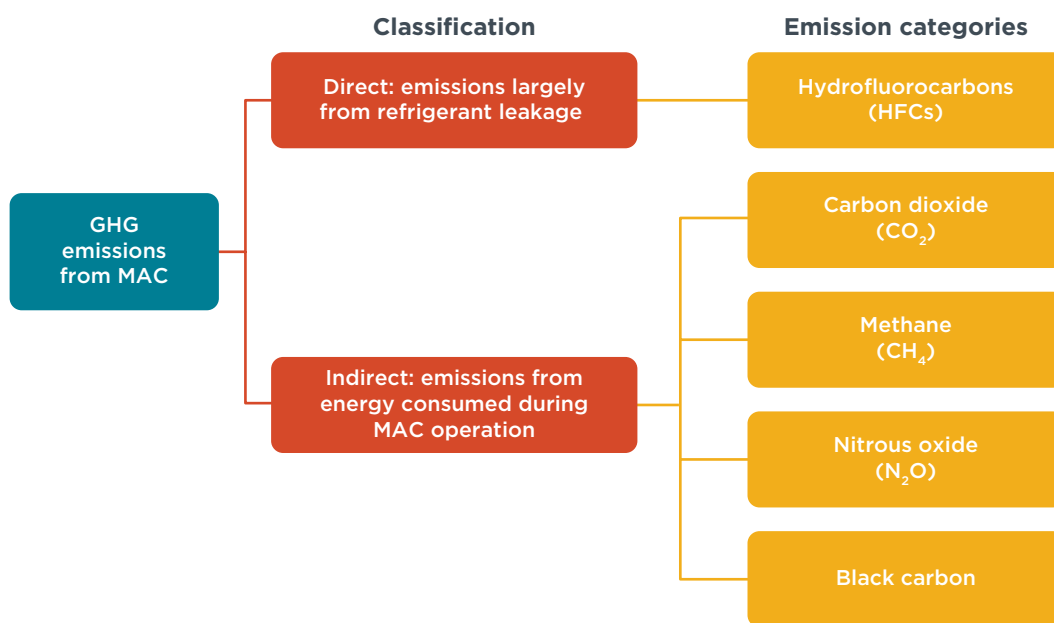 Classification
Emission categories
Direct: emissions largely
from refrigerant leakage
Hydrofluorocarbons
(HFCs)
GHG
emissions
from MAC
Carbon dioxide
(CO₂)
Methane
(CH₄)
Indirect: emissions from
energy consumed during
MAC operation
Nitrous oxide
(N₂O)
Black carbon